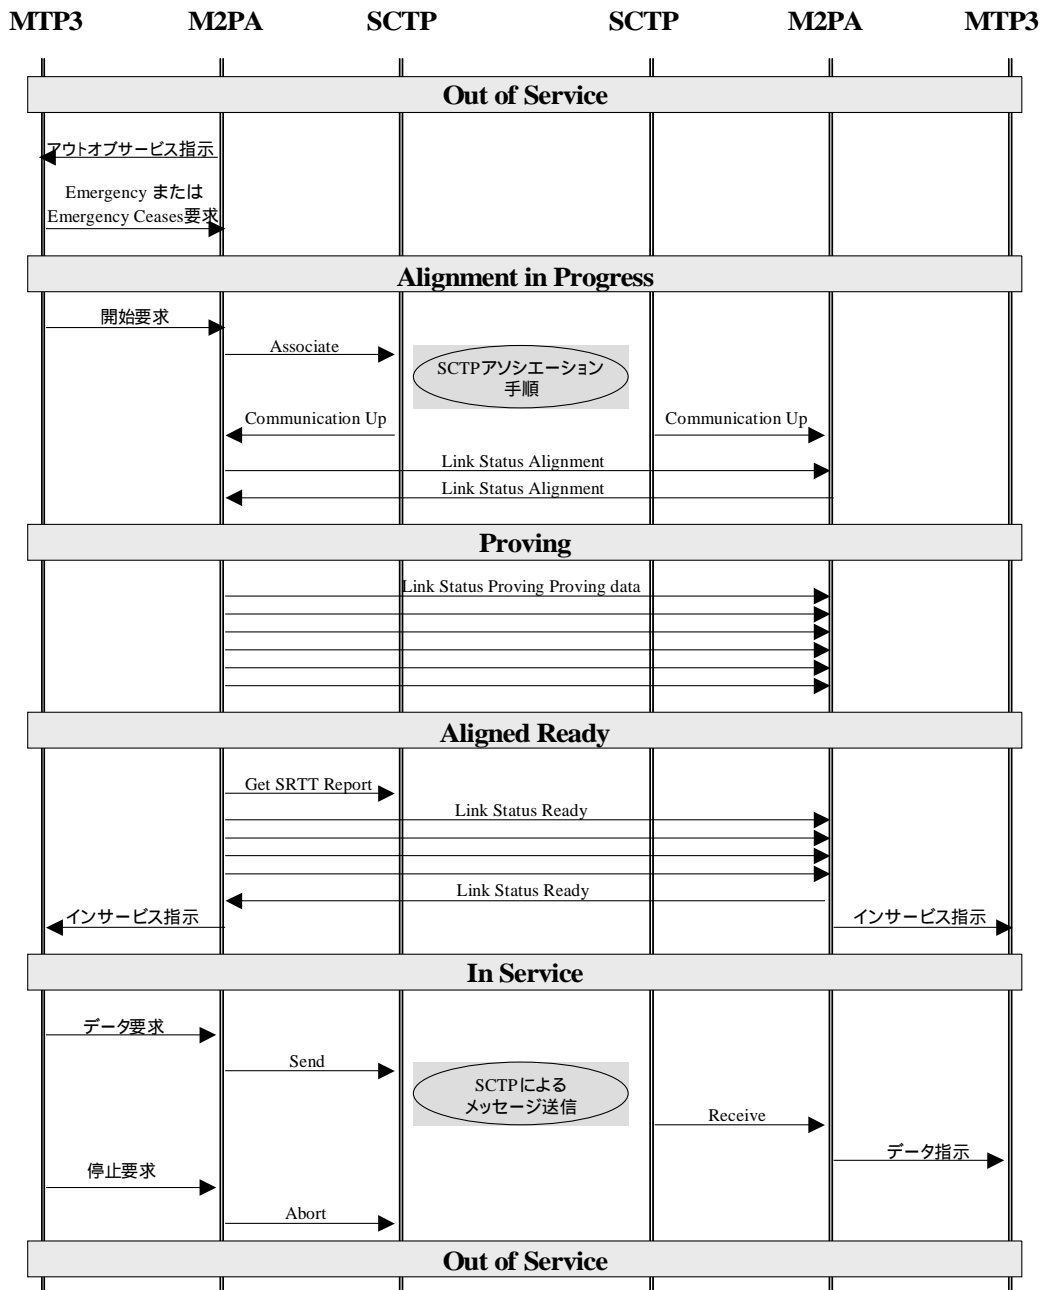 MTP3 M2PA SCTP SCTP M2PA MTP3
Out of Service
アウトオブサービス指示
Emergency または
Emergency Ceases要求
Alignment in Progress
開始要求
Associate
SCTPアソシエーション
手順
Communication Up Communication Up
Link Status Alignment
Link Status Alignment
Proving
Link Status Proving Proving data
Aligned Ready
Get SRTT Report
Link Status Ready
Link Status Ready
インサービス指示 インサービス指示
In Service
データ要求
Send
SCTPによる
メッセージ送信
Receive
データ指示
停止要求
Abort
Out of Service